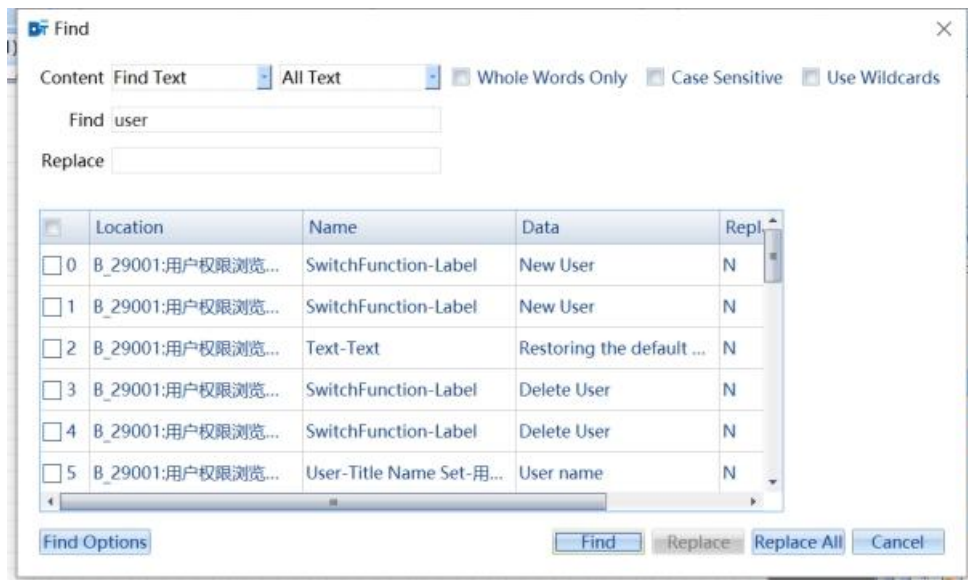 Find
Content Find Text All Text Whole Words Only Case Sensitive Use Wildcards
Find user
Replace
Location Name Data Repl
0 B_29001:用户权限浏览... SwitchFunction-Label New User N
1 B_29001:用户权限浏览... SwitchFunction-Label New User N
2 B_29001:用户权限浏览... Text-Text Restoring the default ... N
3 B_29001:用户权限浏览... SwitchFunction-Label Delete User N
4 B_29001:用户权限浏览... SwitchFunction-Label Delete User N
5 B_29001:用户权限浏览... User-Title Name Set-用... User name N
Find Options Find Replace Replace All Cancel